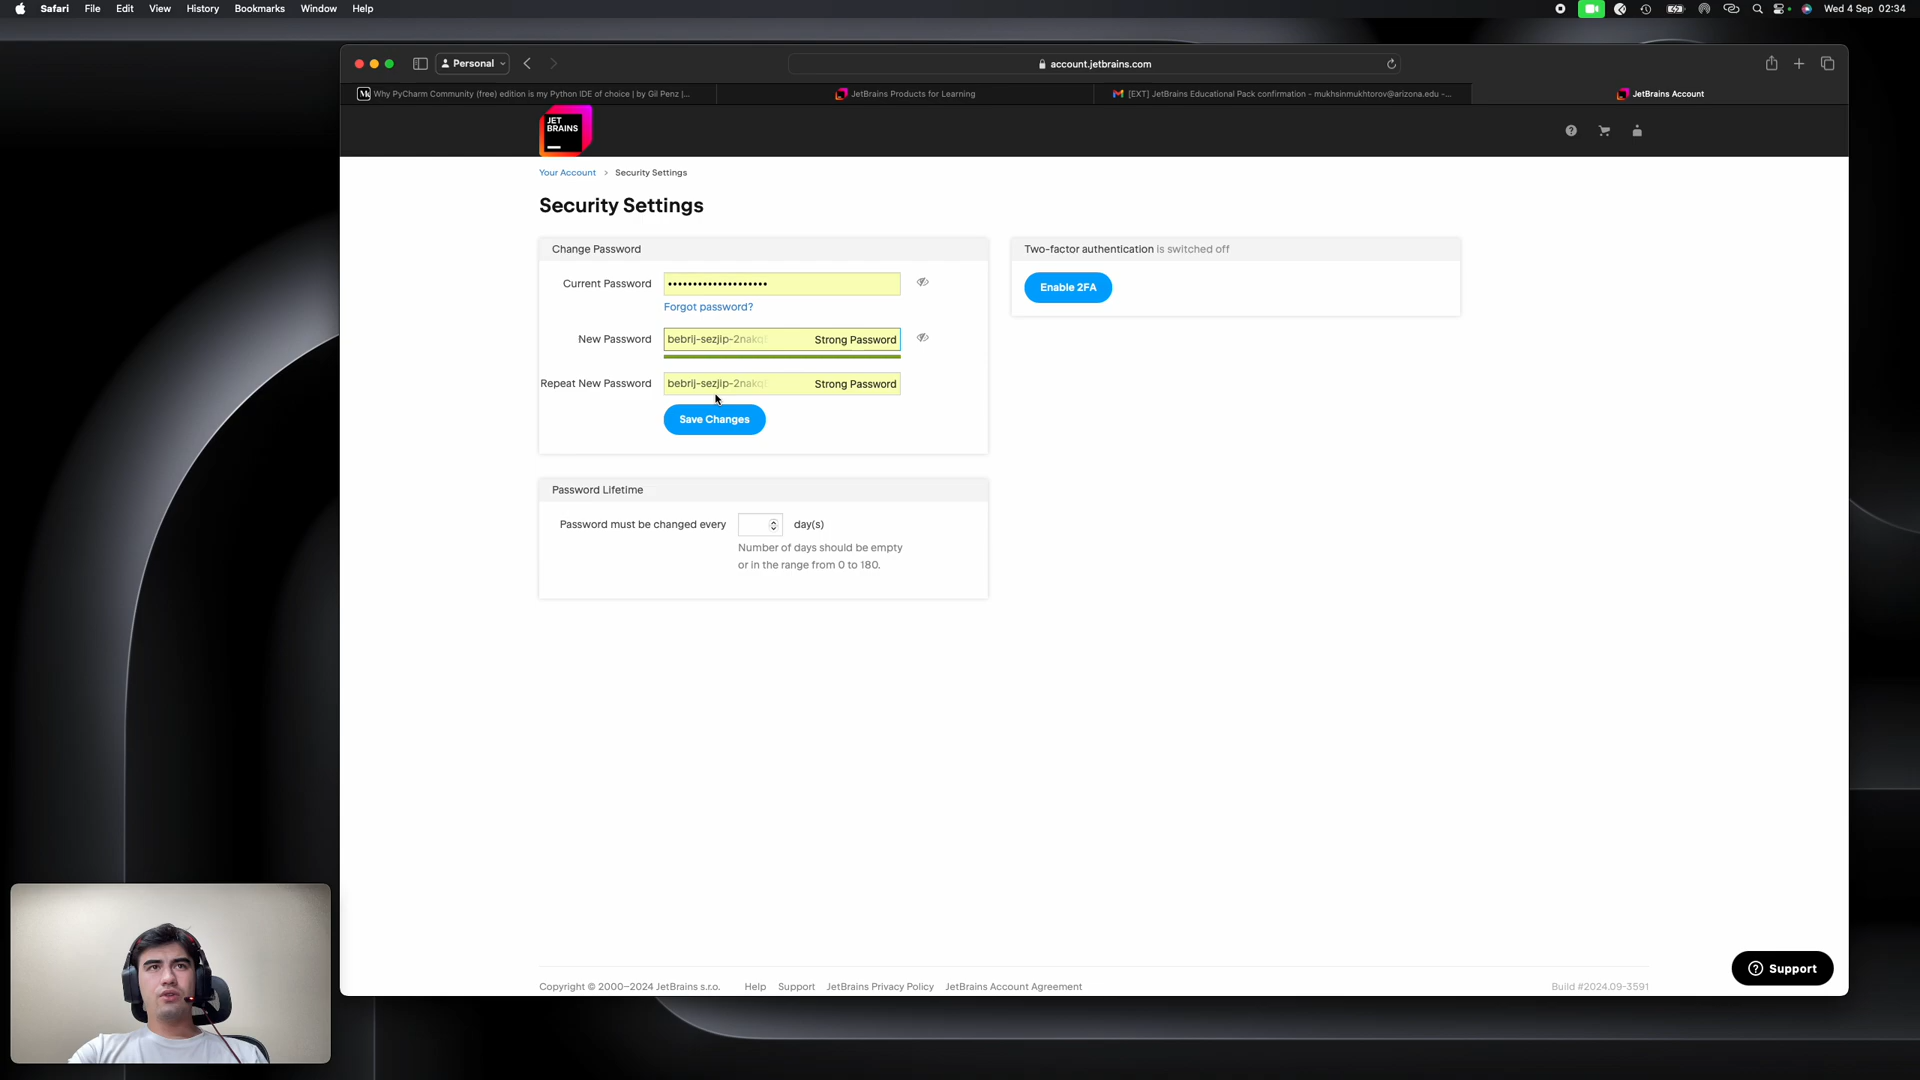 Safari File Edit View History Bookmarks Window Help Wed 4 Sep 02:34
Personal account.jetbrains.com
Why PyCharm Community (free) edition is my Python IDE of choice | by Gil Penz |... JetBrains Products for Learning [EXT] JetBrains Educational Pack confirmation - mukhsinmukhtorov@arizona.edu -... JetBrains Account
JET
BRAINS
Your Account > Security Settings
Security Settings
Change Password
Two-factor authentication is switched off
Current Password ••••••••••••••••••••
Enable 2FA
Forgot password?
New Password bebrij-sezjip-2nakq Strong Password
Repeat New Password bebrij-sezjip-2nakq Strong Password
Save Changes
Password Lifetime
Password must be changed every day(s)
Number of days should be empty
or in the range from 0 to 180.
Support
Copyright © 2000–2024 JetBrains s.r.o. Help Support JetBrains Privacy Policy JetBrains Account Agreement Build #2024.09-3591